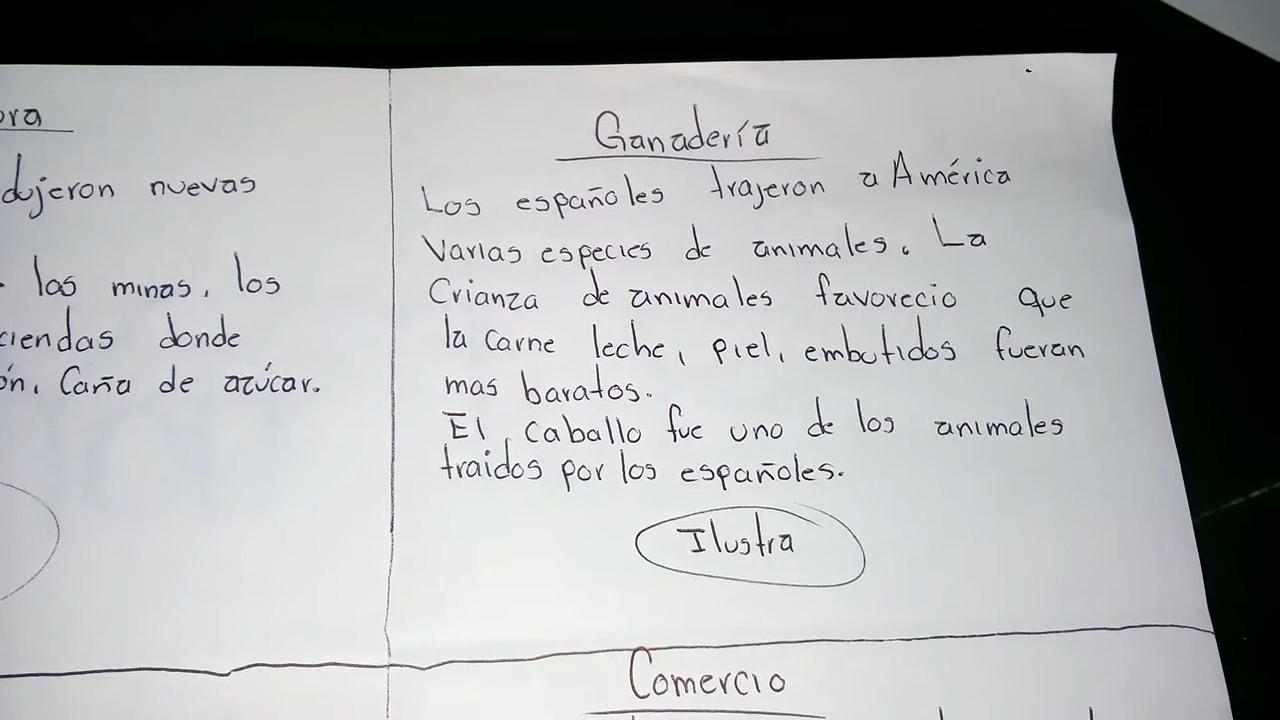 dujeron nuevas
las minas, los
ciendas donde
ón, Caña de azúcar.
Ganadería
Los españoles trajeron a América
Varias especies de animales. La
Crianza de animales favorecio que
la carne leche, piel, embutidos fueran
mas baratos.
El caballo fue uno de los animales
traidos por los españoles.
Ilustra
Comercio